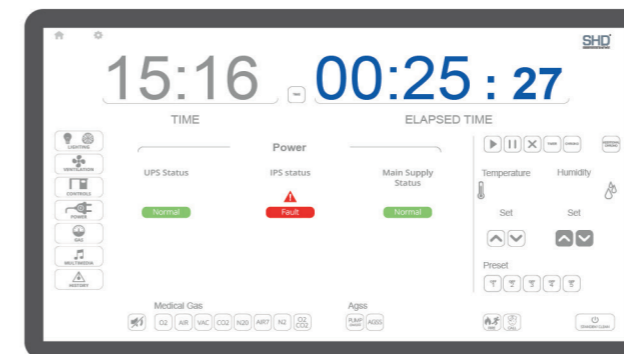 SHD
15:16
00:25 : 27
TIME
ELAPSED TIME
LIGHTING
VENTILATION
CONTROLS
POWER
GAS
MULTIMEDIA
HISTORY
Power
UPS Status
IPS status
Main Supply
Status
Normal
Fault
Normal
Temperature
Humidity
Set
Set
Preset
Medical Gas
O2
AIR
VAC
CO2
N20
AIR7
N2
O2
CO2
Agss
PUMP
AGSS
STANDBY CLEAN